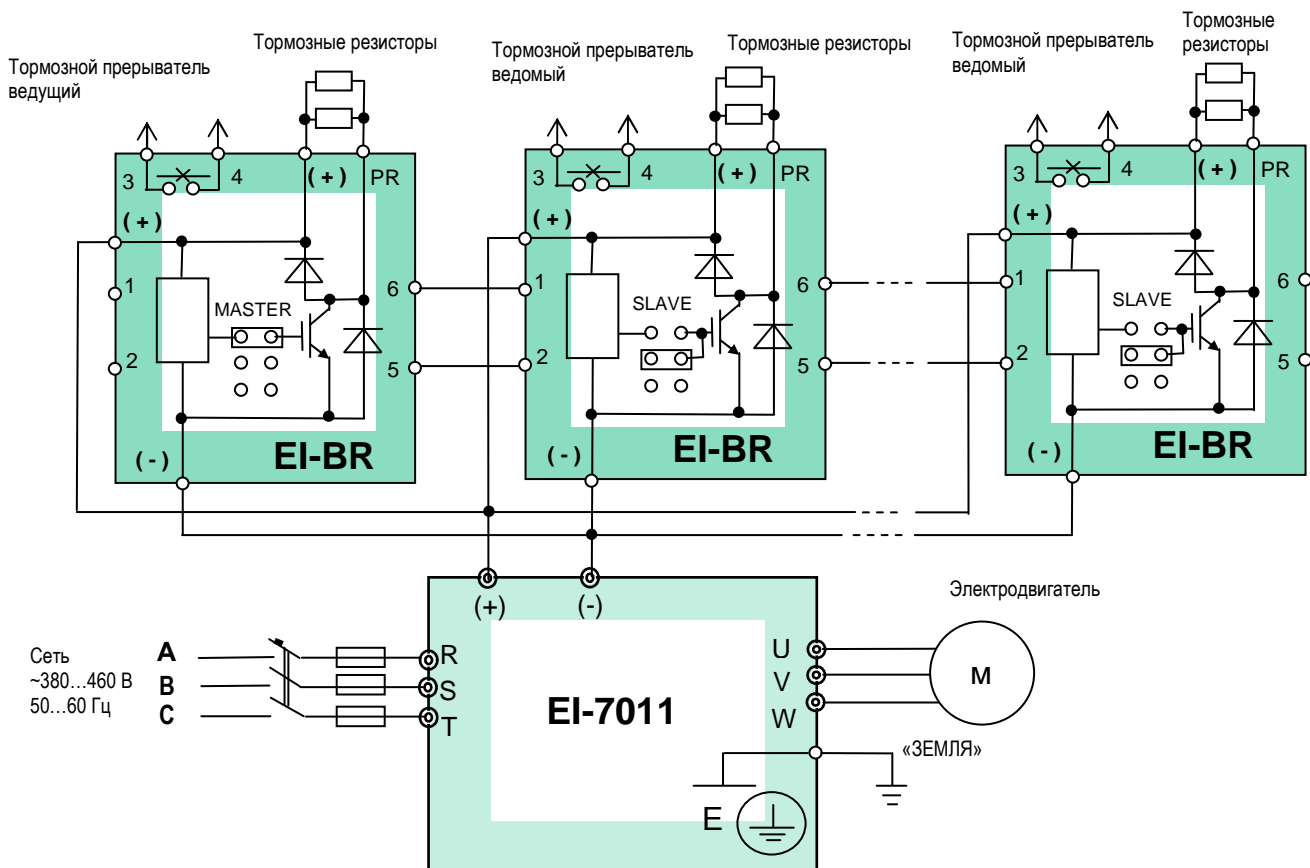 Тормозной прерыватель
ведущий
Тормозные резисторы
Тормозной прерыватель
ведомый
Тормозные резисторы
Тормозной прерыватель
ведомый
Тормозные
резисторы
3
4
(+)
PR
(+)
1
2
MASTER
6
5
(-)
EI-BR
3
4
(+)
PR
(+)
1
2
SLAVE
6
5
(-)
EI-BR
3
4
(+)
PR
(+)
1
2
SLAVE
6
5
(-)
EI-BR
(+)
(-)
Сеть
~380...460 В
50...60 Гц
A
B
C
R
S
T
EI-7011
U
V
W
Электродвигатель
М
«ЗЕМЛЯ»
E